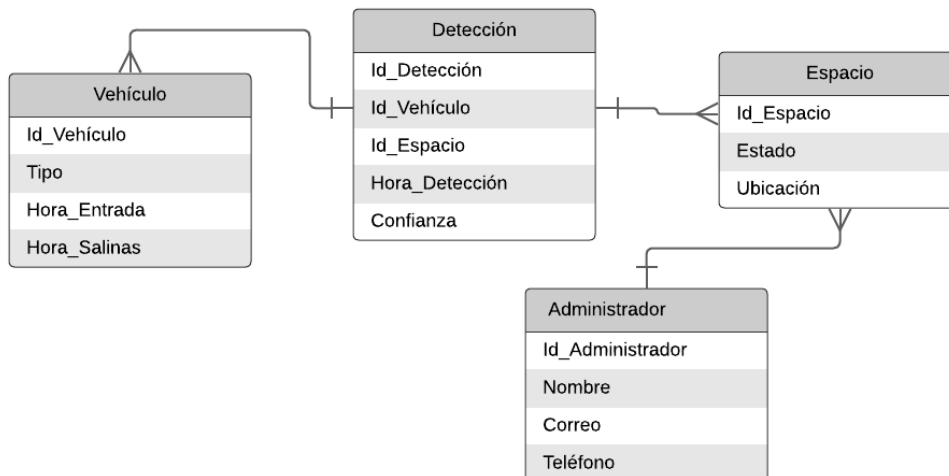 Detección
Id_Detección
Id_Vehículo
Id_Espacio
Hora_Detección
Confianza
Vehículo
Id_Vehículo
Tipo
Hora_Entrada
Hora_Salinas
Espacio
Id_Espacio
Estado
Ubicación
Administrador
Id_Administrador
Nombre
Correo
Teléfono